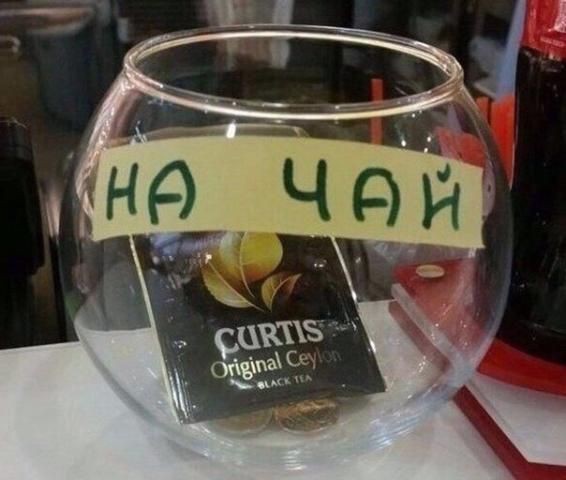 НА ЧАЙ
CURTIS
Original Ceylon
BLACK TEA